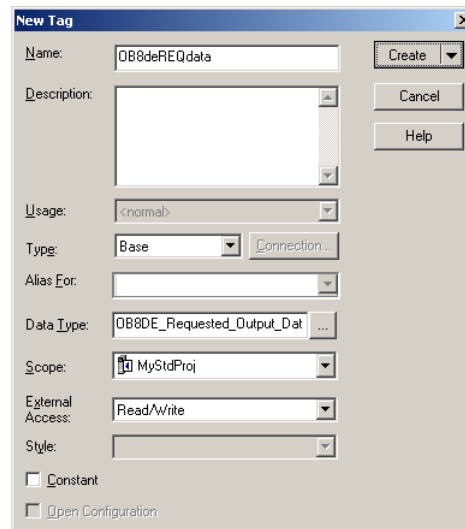 New Tag
Name: OB8deREQdata
Create
Description:
Cancel
Help
Usage: <normal>
Type: Base Connection...
Alias For:
Data Type: OB8DE_Requested_Output_Dat ...
Scope: MyStdProj
External
Access: Read/Write
Style:
Constant
Open Configuration